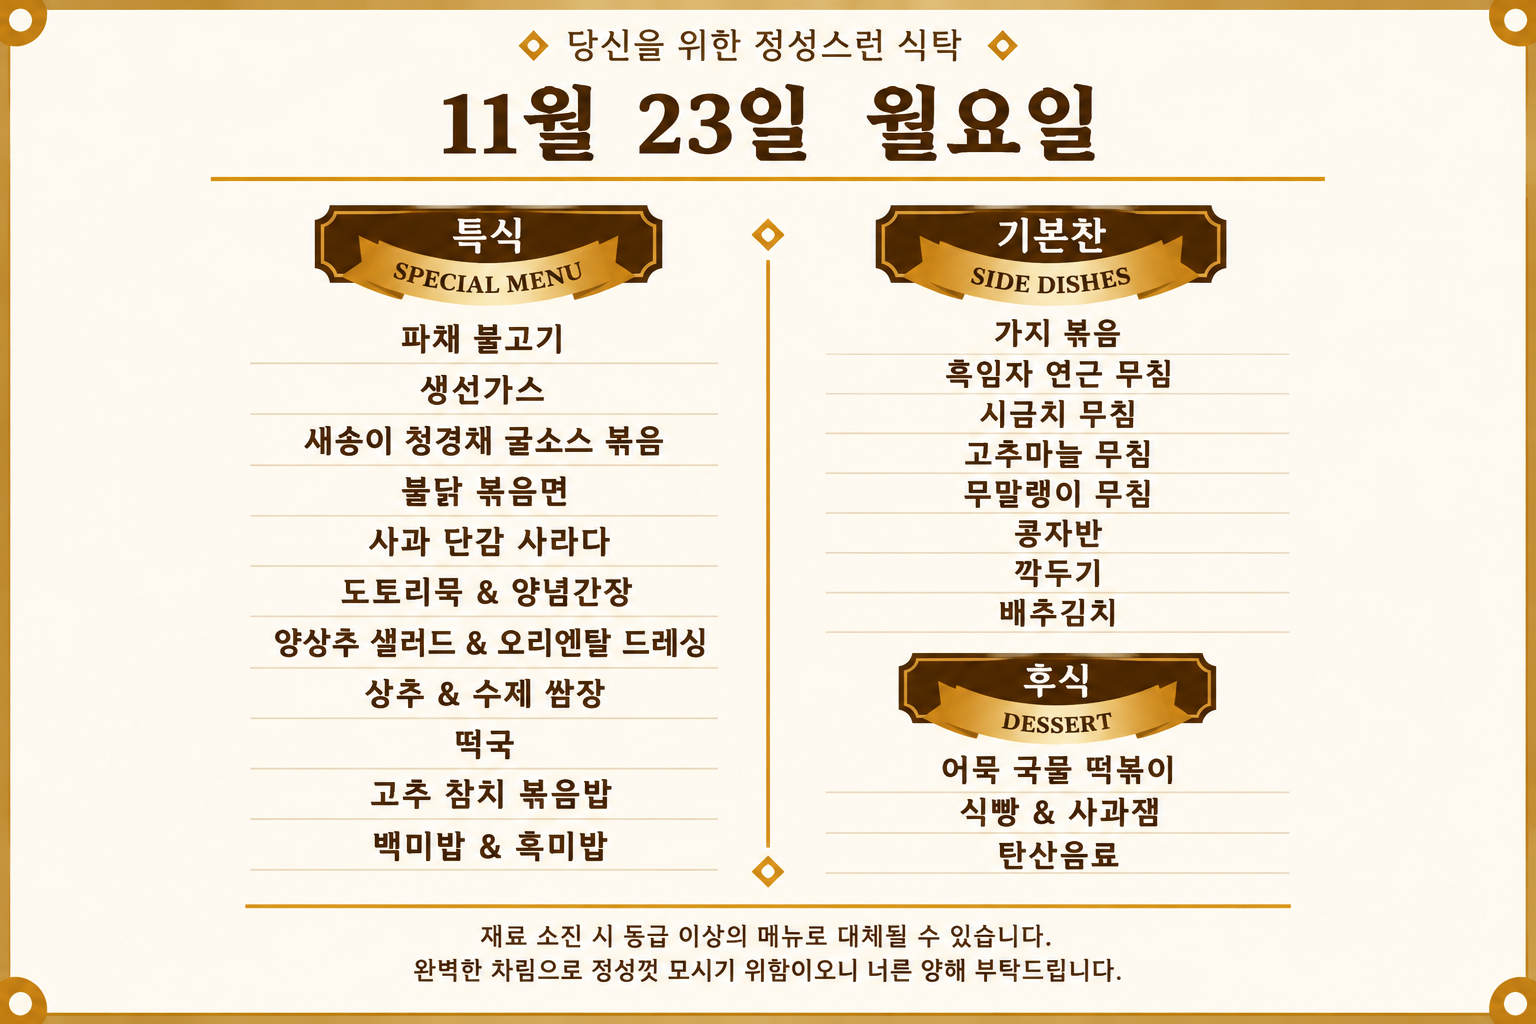 당신을 위한 정성스런 식탁
11월 23일 월요일
특식
SPECIAL MENU
파채 불고기
생선가스
새송이 청경채 굴소스 볶음
불닭 볶음면
사과 단감 사라다
도토리묵 & 양념간장
양상추 샐러드 & 오리엔탈 드레싱
상추 & 수제 쌈장
떡국
고추 참치 볶음밥
백미밥 & 흑미밥
기본찬
SIDE DISHES
가지 볶음
흑임자 연근 무침
시금치 무침
고추마늘 무침
무말랭이 무침
콩자반
깍두기
배추김치
후식
DESSERT
어묵 국물 떡볶이
식빵 & 사과잼
탄산음료
재료 소진 시 동급 이상의 매뉴로 대체될 수 있습니다.
완벽한 차림으로 정성껏 모시기 위함이오니 너른 양해 부탁드립니다.